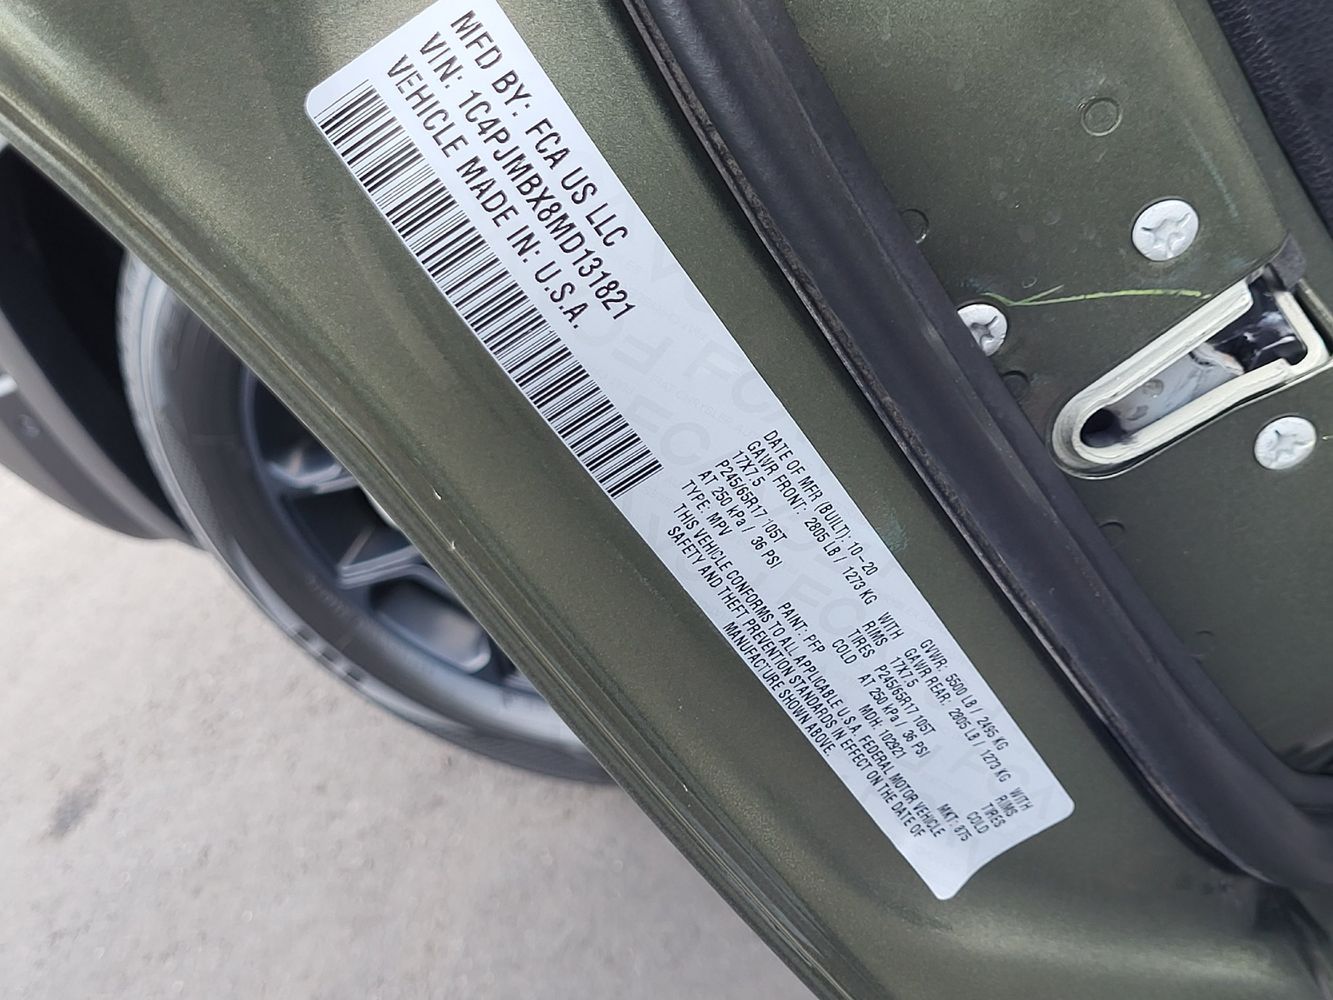 MFD BY: FCA US LLC
VIN: 1C4PJMBX8MD131821
VEHICLE MADE IN: U.S.A.
DATE OF MFR (BUILT): 10-20 GVWR: 5500 LB / 2495 KG
GAWR FRONT: 2805 LB / 1273 KG WITH GAWR REAR: 2805 LB / 1273 KG WITH
17X7.5 RIMS 17X7.5 RIMS
P245/65R17 105T TIRES P245/65R17 105T TIRES
AT 250 kPa / 36 PSI COLD AT 250 kPa / 36 PSI COLD
TYPE: MPV PAINT: PFP MDH: 102921 MKT: 875
THIS VEHICLE CONFORMS TO ALL APPLICABLE U.S.A. FEDERAL MOTOR VEHICLE
SAFETY AND THEFT PREVENTION STANDARDS IN EFFECT ON THE DATE OF
MANUFACTURE SHOWN ABOVE.